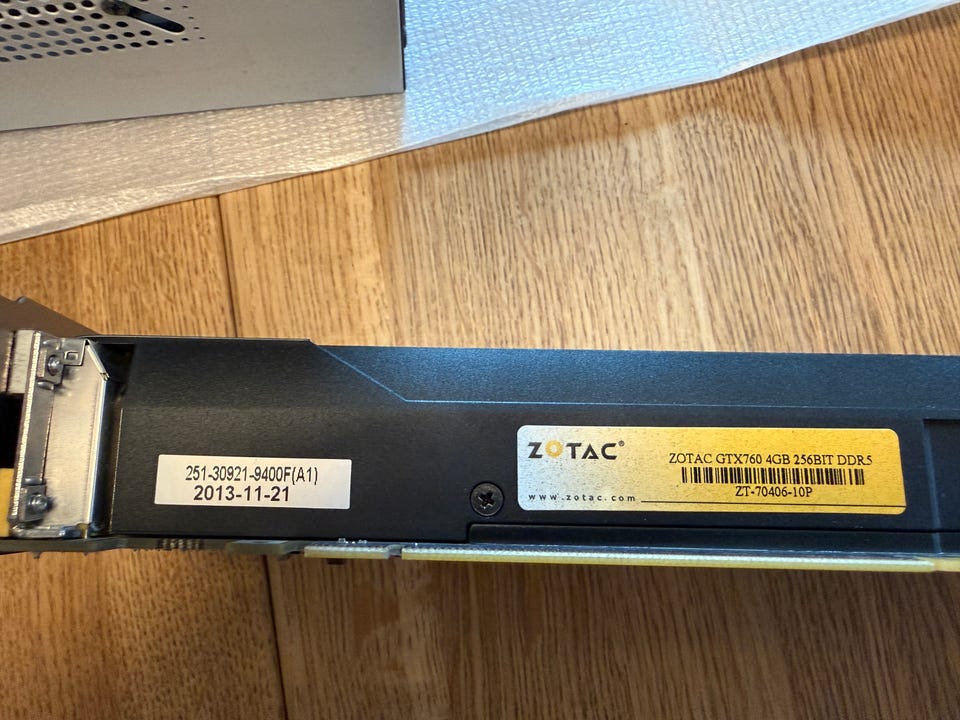 251-30921-9400F(A1)
2013-11-21
ZOTAC®
ZOTAC GTX760 4GB 256BIT DDR5
www.zotac.com
ZT-70406-10P